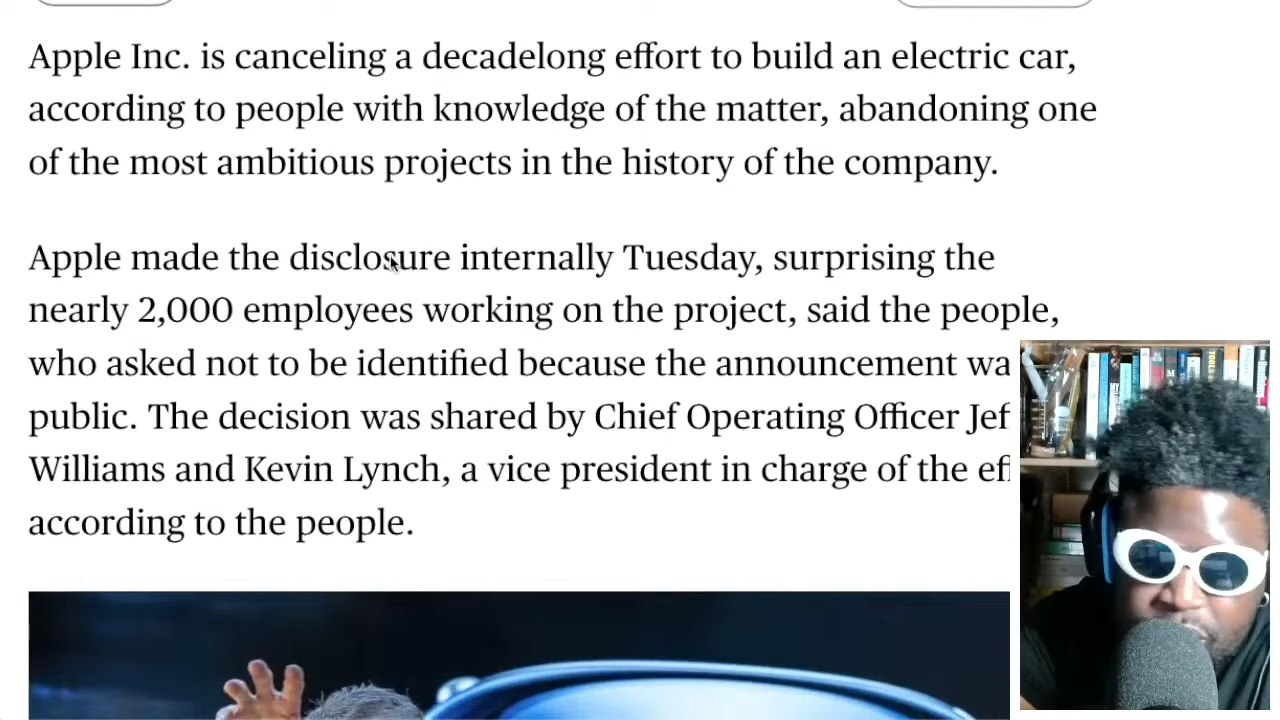 Apple Inc. is canceling a decadelong effort to build an electric car,
according to people with knowledge of the matter, abandoning one
of the most ambitious projects in the history of the company.
Apple made the disclosure internally Tuesday, surprising the
nearly 2,000 employees working on the project, said the people,
who asked not to be identified because the announcement wa
public. The decision was shared by Chief Operating Officer Jef
Williams and Kevin Lynch, a vice president in charge of the ef
according to the people.